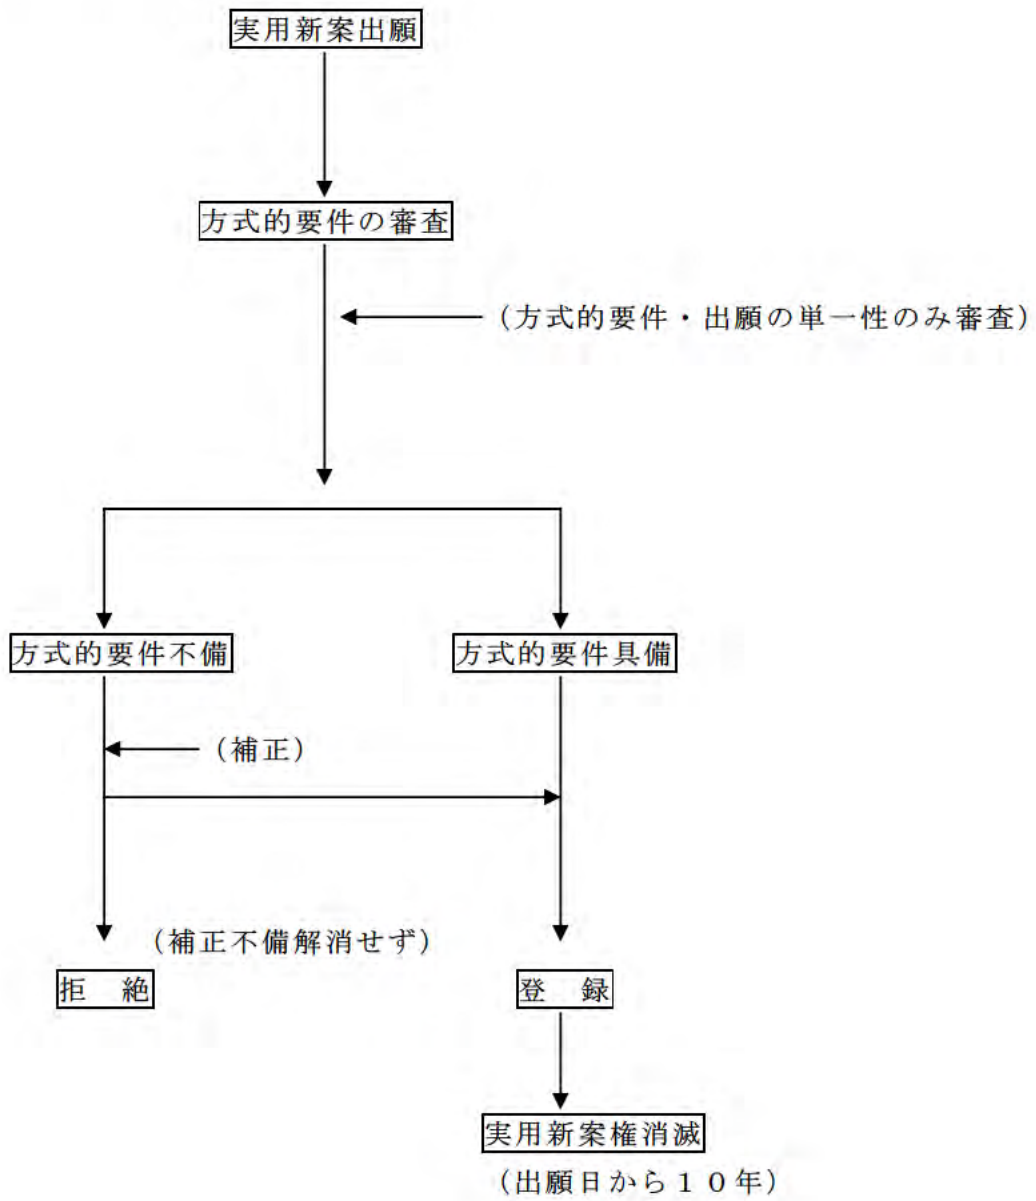 実用新案出願
方式的要件の審査
（方式的要件・出願の単一性のみ審査）
方式的要件不備
方式的要件具備
（補正）
（補正不備解消せず）
拒　絶
登　録
実用新案権消滅
（出願日から１０年）